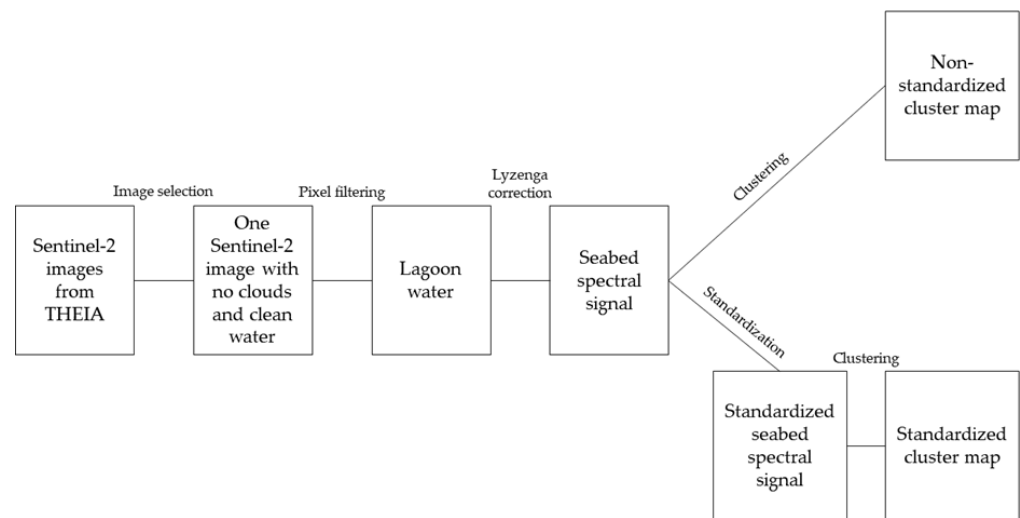 Non-
standardized
cluster map
Clustering
Lyzenga
correction
Image selection
Pixel filtering
Sentinel-2
images
from
THEIA
One
Sentinel-2
image with
no clouds
and clean
water
Lagoon
water
Seabed
spectral
signal
Standardization
Clustering
Standardized
seabed
spectral
signal
Standardized
cluster map